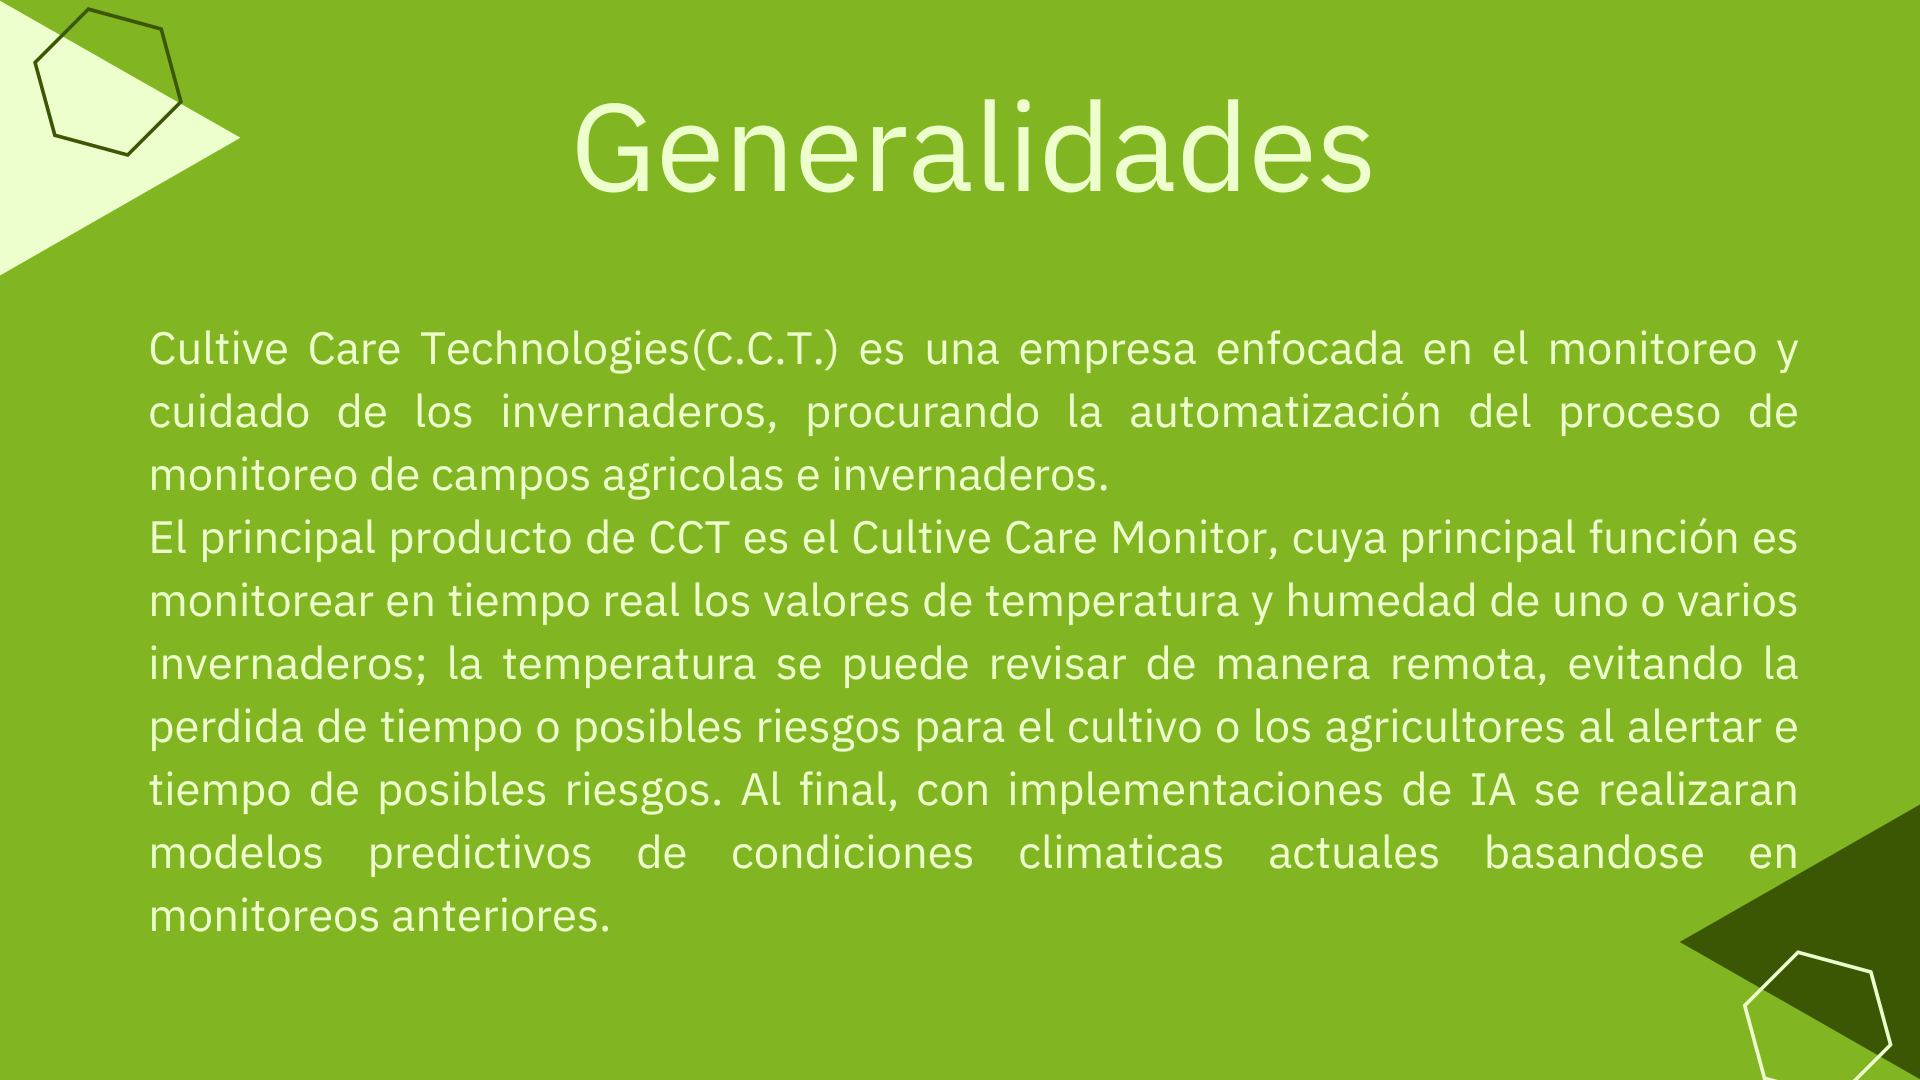 Generalidades
Cultive Care Technologies(C.C.T.) es una empresa enfocada en el monitoreo y
cuidado de los invernaderos, procurando la automatización del proceso de
monitoreo de campos agricolas e invernaderos.
El principal producto de CCT es el Cultive Care Monitor, cuya principal función es
monitorear en tiempo real los valores de temperatura y humedad de uno o varios
invernaderos; la temperatura se puede revisar de manera remota, evitando la
perdida de tiempo o posibles riesgos para el cultivo o los agricultores al alertar e
tiempo de posibles riesgos. Al final, con implementaciones de IA se realizaran
modelos predictivos de condiciones climaticas actuales basandose en
monitoreos anteriores.